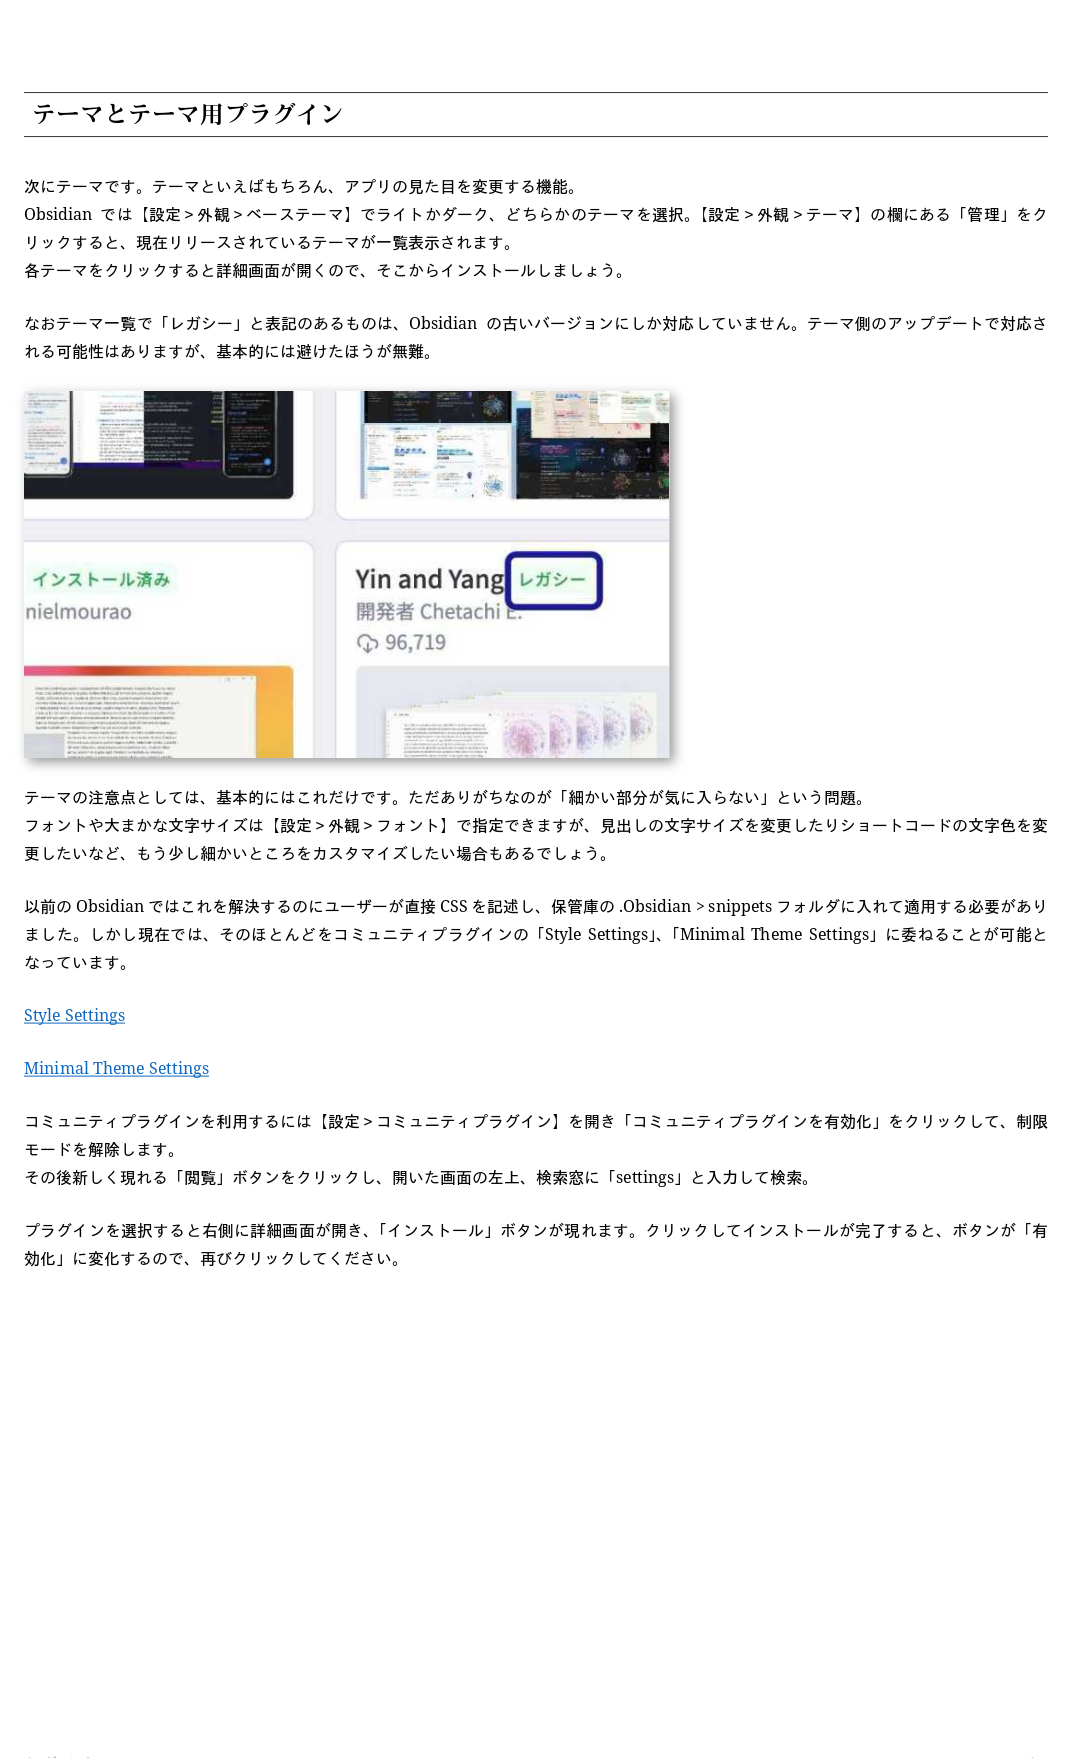 テーマとテーマ用プラグイン
次にテーマです。テーマといえばもちろん、アプリの見た目を変更する機能。
Obsidian では【設定 > 外観 > ベーステーマ】でライトかダーク、どちらかのテーマを選択。【設定 > 外観 > テーマ】の欄にある「管理」をク
リックすると、現在リリースされているテーマが一覧表示されます。
各テーマをクリックすると詳細画面が開くので、そこからインストールしましょう。
なおテーマ一覧で「レガシー」と表記のあるものは、Obsidian の古いバージョンにしか対応していません。テーマ側のアップデートで対応さ
れる可能性はありますが、基本的には避けたほうが無難。
インストール済み
nielmourao
Yin and Yang レガシー
開発者 Chetachi E.
96,719
テーマの注意点としては、基本的にはこれだけです。ただありがちなのが「細かい部分が気に入らない」という問題。
フォントや大まかな文字サイズは【設定 > 外観 > フォント】で指定できますが、見出しの文字サイズを変更したりショートコードの文字色を変
更したいなど、もう少し細かいところをカスタマイズしたい場合もあるでしょう。
以前の Obsidian ではこれを解決するのにユーザーが直接 CSS を記述し、保管庫の .Obsidian > snippets フォルダに入れて適用する必要があり
ました。しかし現在では、そのほとんどをコミュニティプラグインの「Style Settings」、「Minimal Theme Settings」に委ねることが可能と
なっています。
Style Settings
Minimal Theme Settings
コミュニティプラグインを利用するには【設定 > コミュニティプラグイン】を開き「コミュニティプラグインを有効化」をクリックして、制限
モードを解除します。
その後新しく現れる「閲覧」ボタンをクリックし、開いた画面の左上、検索窓に「settings」と入力して検索。
プラグインを選択すると右側に詳細画面が開き、「インストール」ボタンが現れます。クリックしてインストールが完了すると、ボタンが「有
効化」に変化するので、再びクリックしてください。